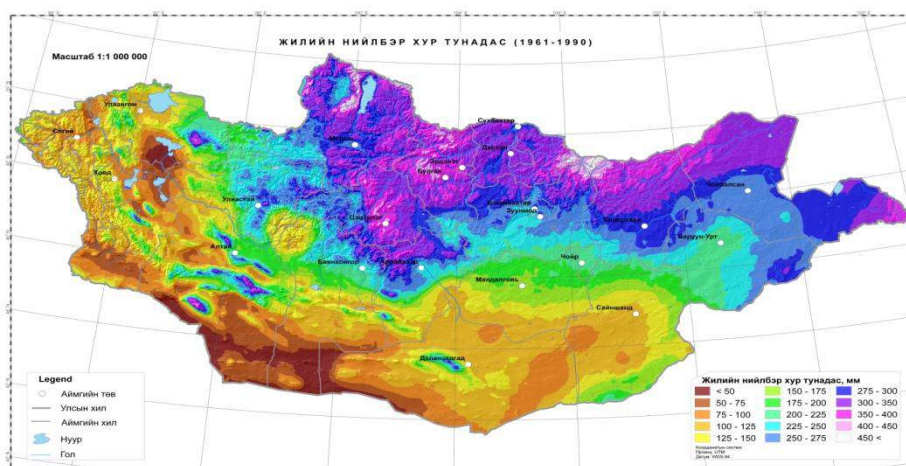 ЖИЛИЙН НИЙЛБЭР ХУР ТУНАДАС (1961-1990)
Масштаб 1:1 000 000
Улаангом
Сүхбаатар
Мөрөн
Дархан
Эрдэнэт
Булган
Ховд
Улиастай
Цэцэрлэг
Улаанбаатар
Зуунмод
Чойбалсан
Баруун-Урт
Алтай
Баянхонгор
Арвайхээр
Чойр
Мандалговь
Сайншанд
Даланзадгад
Legend
Аймгийн төв
Улсын хил
Аймгийн хил
Нуур
Гол
Жилийн нийлбэр хур тунадас, мм
< 50
50 - 75
75 - 100
100 - 125
125 - 150
150 - 175
175 - 200
200 - 225
225 - 250
250 - 275
275 - 300
300 - 350
350 - 400
400 - 450
450 <